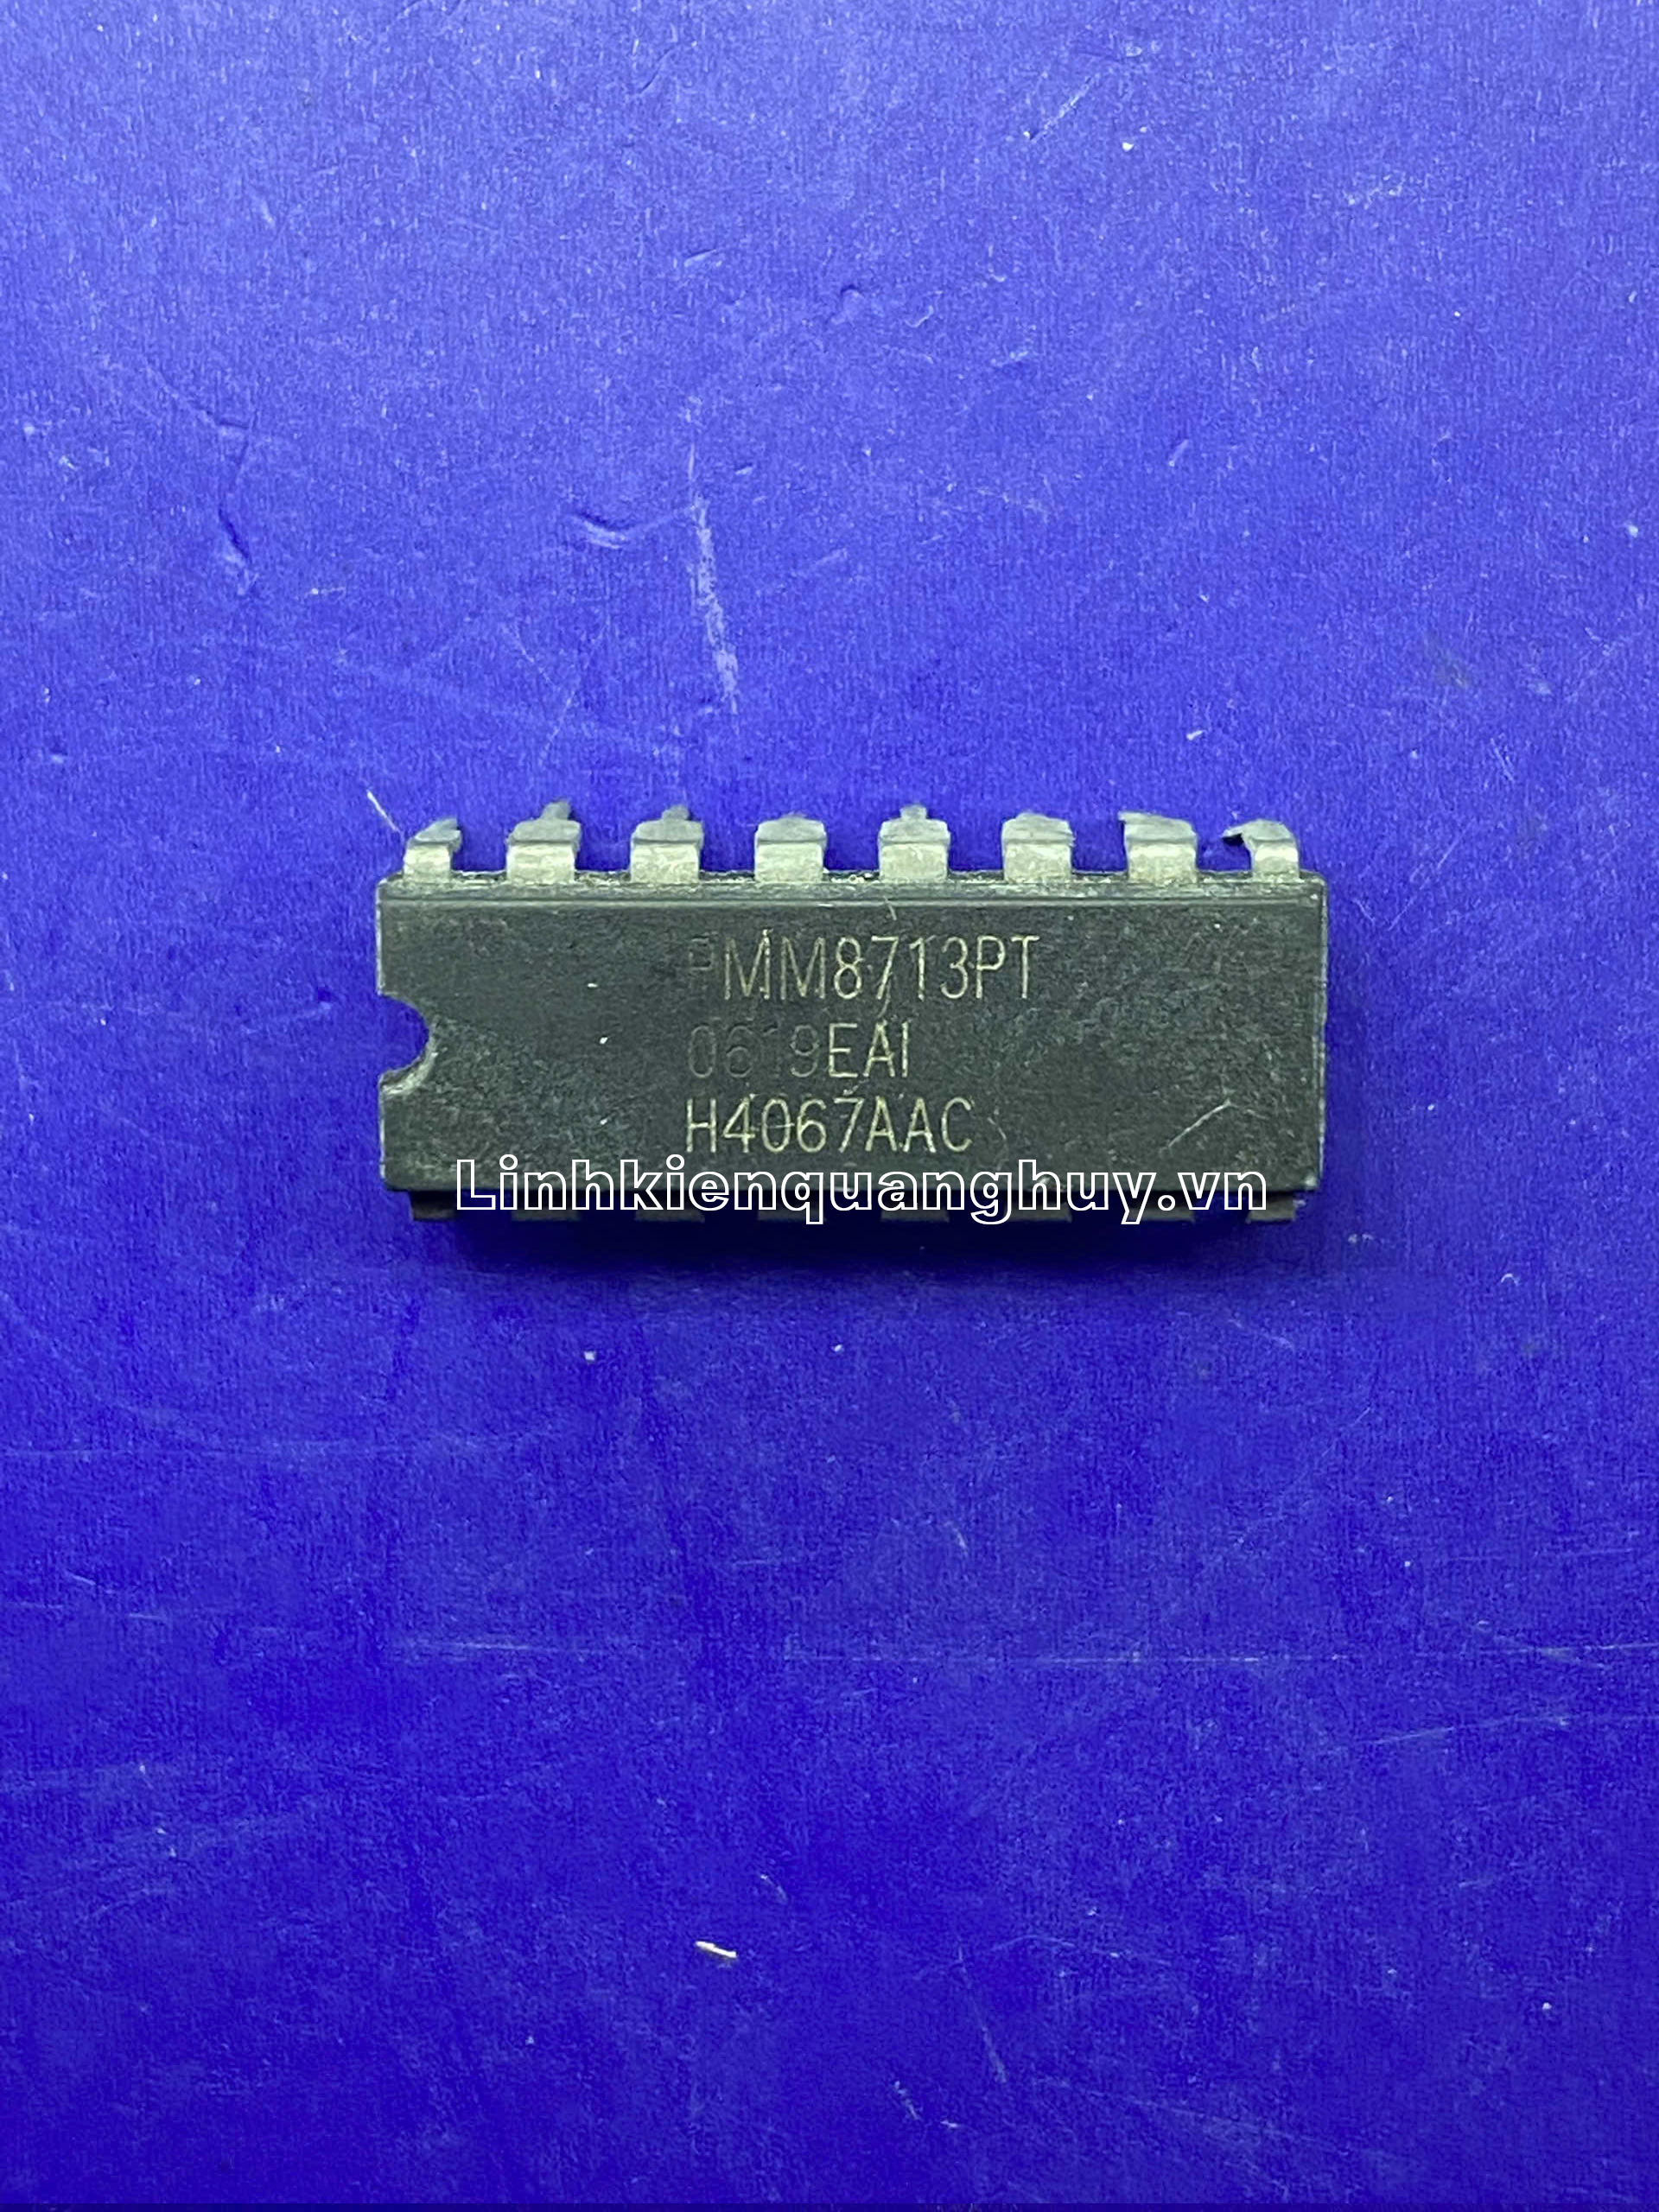 PMM8713PT
0619EAI
H4067AAC
Linhkienquanghuy.vn